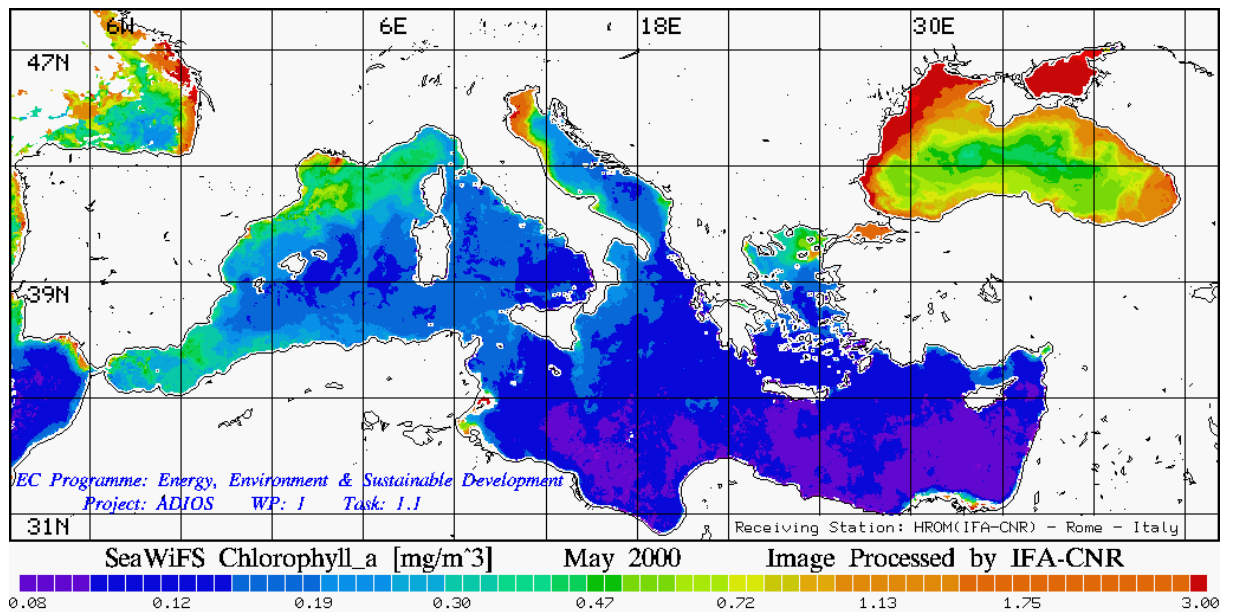 6N 6E 18E 30E
47N
39N
EC Programme: Energy, Environment & Sustainable Development
Project: ADIOS WP: 1 Task: 1.1
31N
Receiving Station: HROM(IFA-CNR) - Rome - Italy
SeaWiFS Chlorophyll_a [mg/m^3] May 2000 Image Processed by IFA-CNR
0.08 0.12 0.19 0.30 0.47 0.72 1.13 1.75 3.00